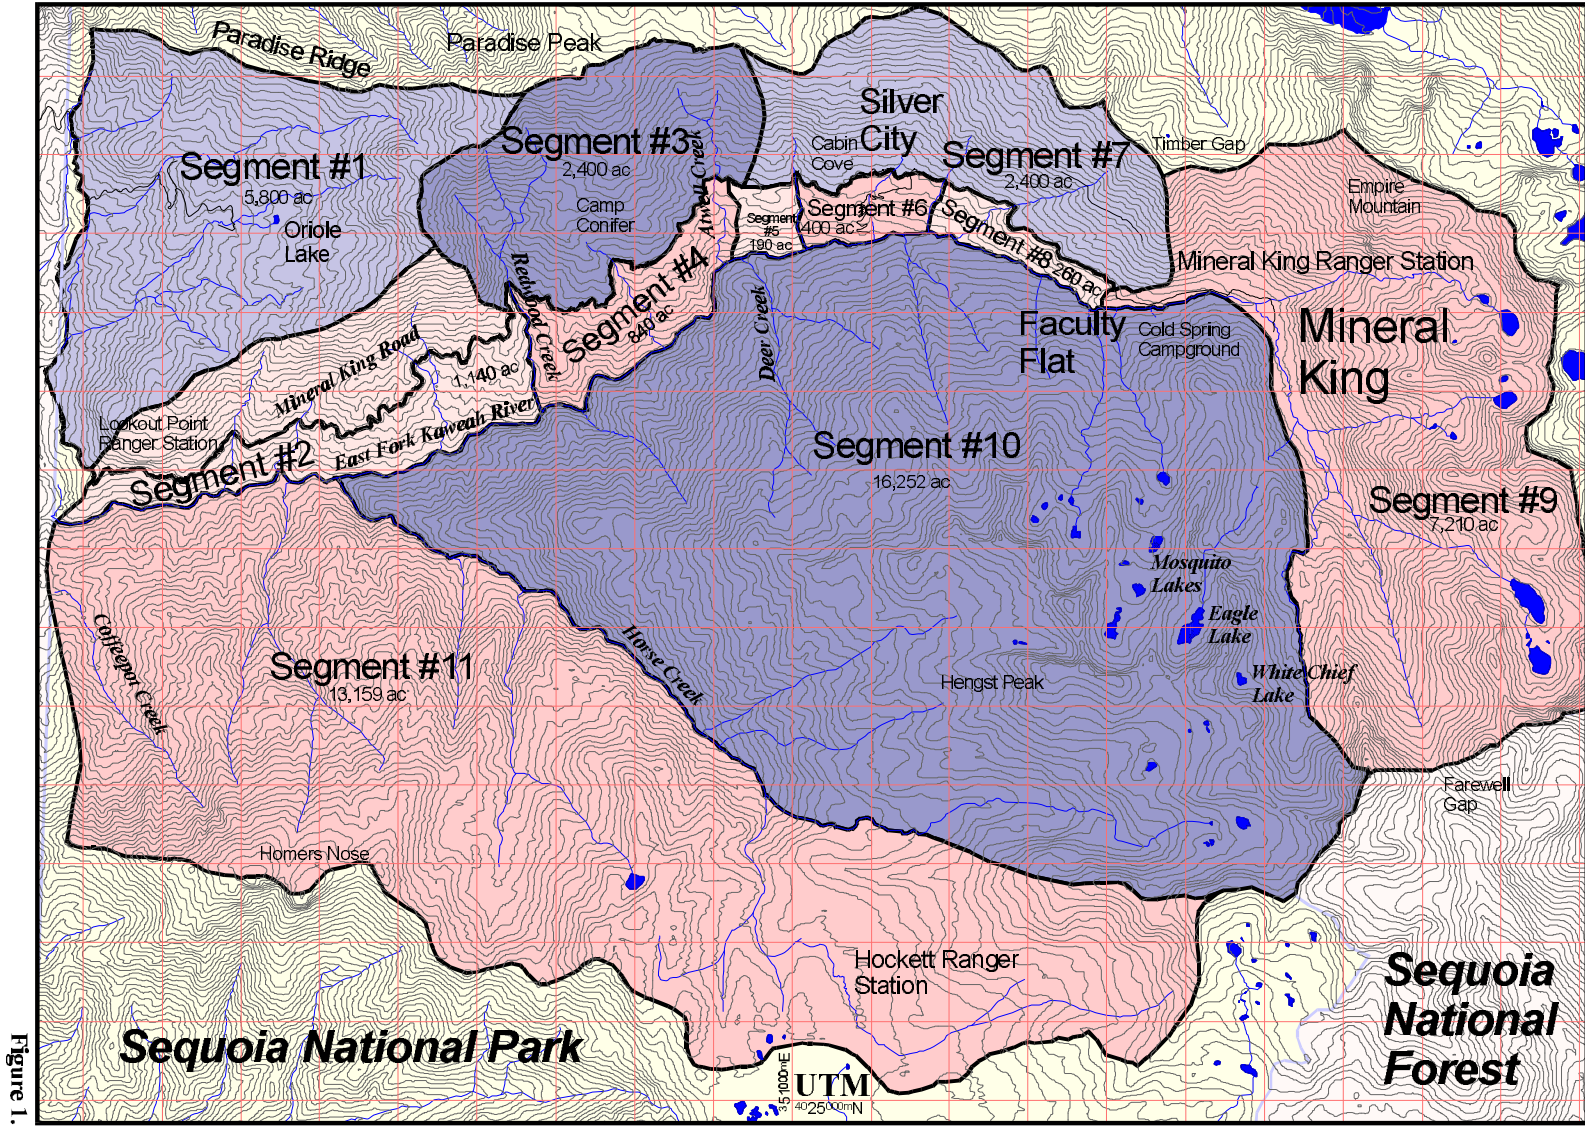 Paradise Ridge
Paradise Peak
Silver
City
Segment #3
2,400 ac
Cabin
Cove
Segment #7
2,400 ac
Timber Gap
Segment #1
5,800 ac
Atwell Creek
Empire
Mountain
Camp
Conifer
Oriole
Lake
Segment
#5
190 ac
Segment #6
400 ac
Segment #8 260 ac
Mineral King Ranger Station
Redwood Creek
Segment #4
840 ac
Deer Creek
Faculty
Flat
Cold Spring
Campground
Mineral
King
Mineral King Road
1,140 ac
Lookout Point
Ranger Station
East Fork Kaweah River
Segment #2
Segment #10
16,252 ac
Segment #9
7,210 ac
Mosquito
Lakes
Eagle
Lake
White Chief
Lake
Coffeepot Creek
Horse Creek
Segment #11
13,159 ac
Hengst Peak
Farewell
Gap
Homers Nose
Hockett Ranger
Station
Sequoia
National
Forest
Sequoia National Park
351000mE
UTM
4025000mN
Figure 1.